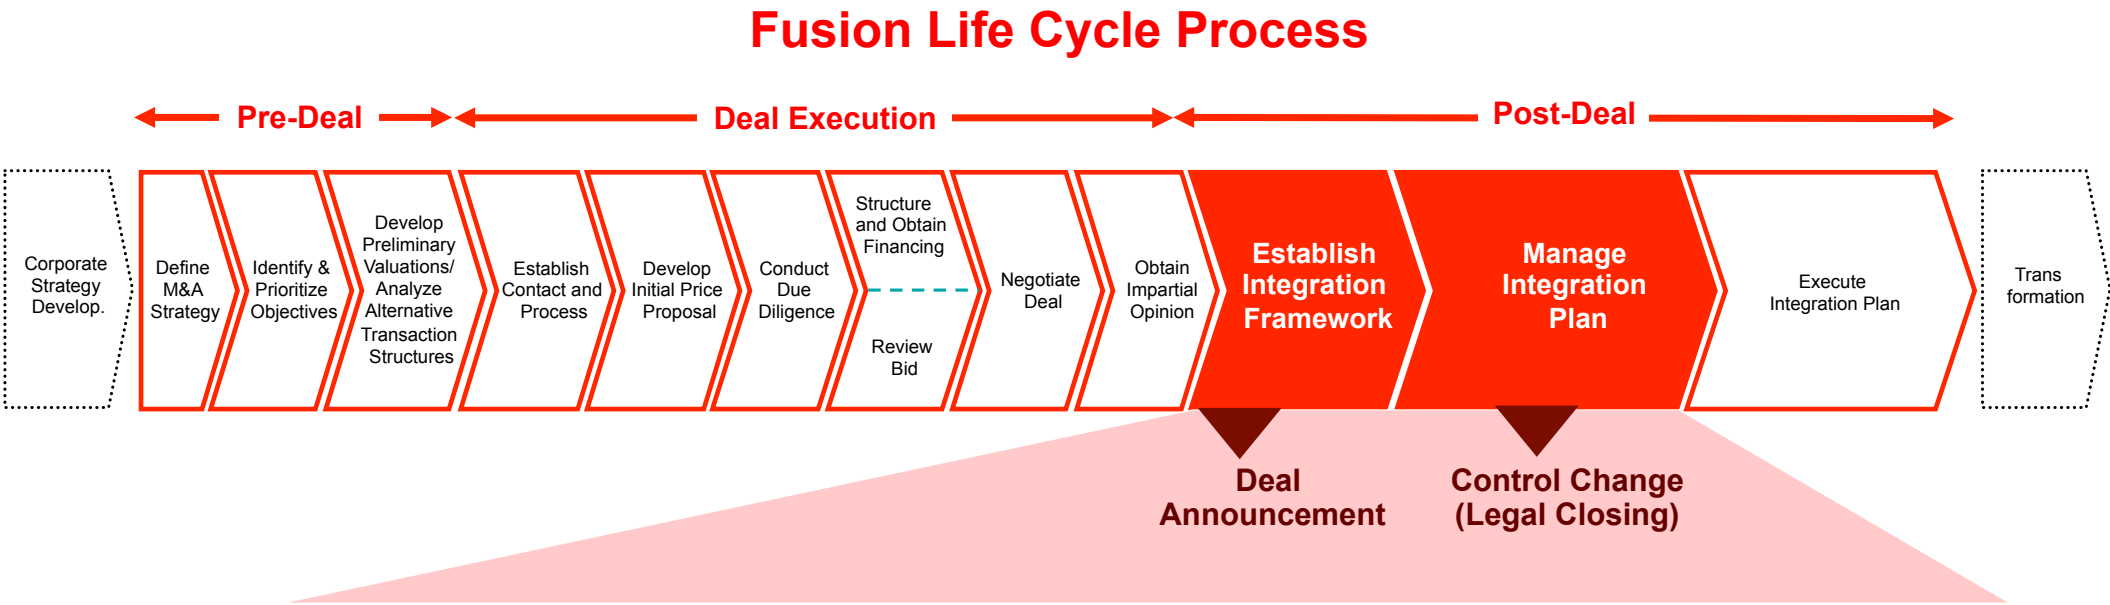 Fusion Life Cycle Process
Pre-Deal
Deal Execution
Post-Deal
Corporate
Strategy
Develop.
Define
M&A
Strategy
Identify &
Prioritize
Objectives
Develop
Preliminary
Valuations/
Analyze
Alternative
Transaction
Structures
Establish
Contact and
Process
Develop
Initial Price
Proposal
Conduct
Due
Diligence
Structure
and Obtain
Financing
Review
Bid
Negotiate
Deal
Obtain
Impartial
Opinion
Establish
Integration
Framework
Manage
Integration
Plan
Execute
Integration Plan
Trans
formation
Deal
Announcement
Control Change
(Legal Closing)